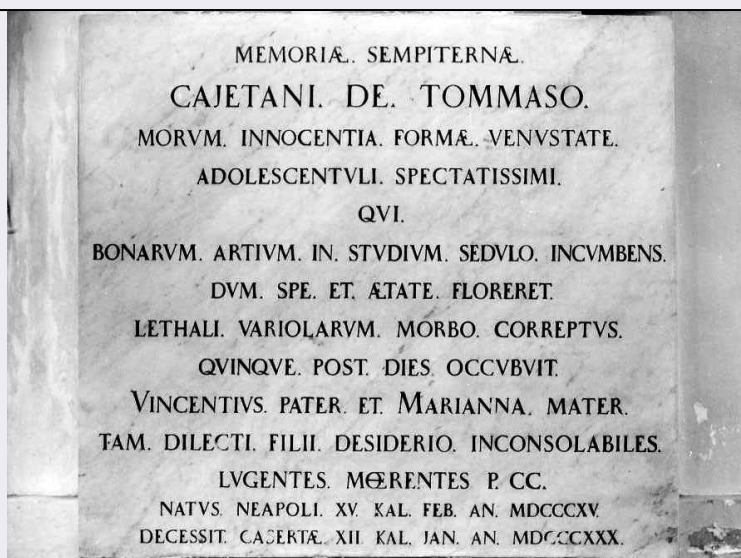 MEMORIÆ. SEMPITERNÆ.
CAJETANI. DE. TOMMASO.
MORVM. INNOCENTIA. FORMÆ. VENVSTATE.
ADOLESCENTVLI. SPECTATISSIMI.
QVI.
BONARVM. ARTIVM. IN. STVDIVM. SEDVLO. INCVMBENS.
DVM. SPE. ET. ÆTATE. FLORERET.
LETHALI. VARIOLARVM. MORBO. CORREPTVS.
QVINQVE. POST. DIES. OCCVBVIT.
VINCENTIVS. PATER. ET. MARIANNA. MATER.
TAM. DILECTI. FILII. DESIDERIO. INCONSOLABILES.
LVGENTES. MŒRENTES P. CC.
NATVS. NEAPOLI. XV. KAL. FEB. AN. MDCCCXV.
DECESSIT. CASERTÆ. XII. KAL. JAN. AN. MDCCCXXX.